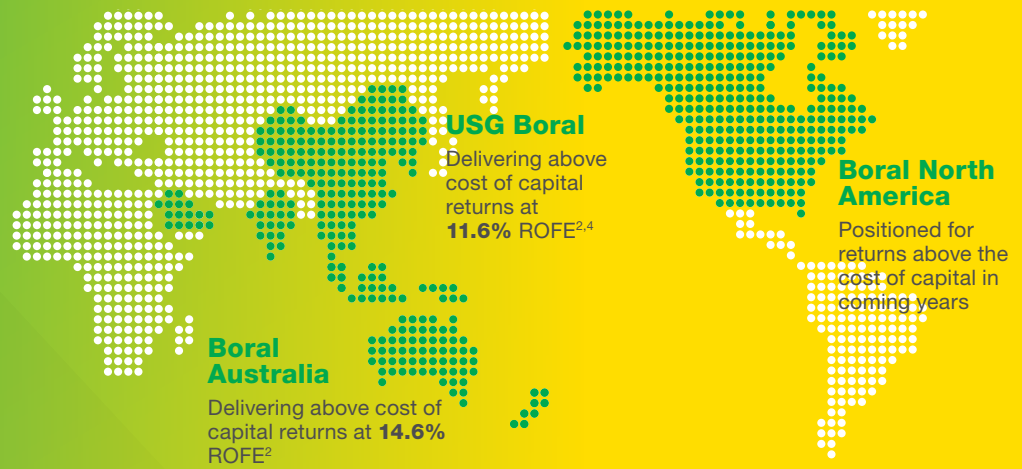 USG Boral
Delivering above
cost of capital
returns at
11.6% ROFE2,4
Boral North
America
Positioned for
returns above the
cost of capital in
coming years
Boral
Australia
Delivering above cost of
capital returns at 14.6%
ROFE2